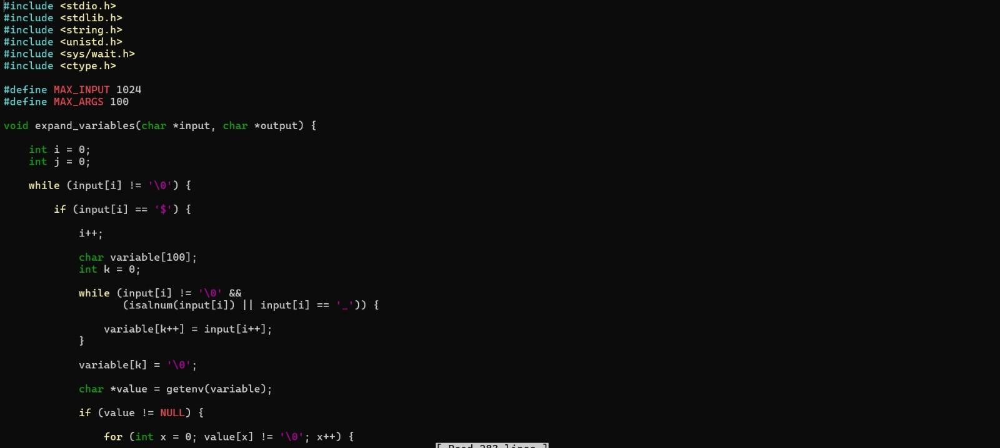 #include <stdio.h>
#include <stdlib.h>
#include <string.h>
#include <unistd.h>
#include <sys/wait.h>
#include <ctype.h>
#define MAX_INPUT 1024
#define MAX_ARGS 100
void expand_variables(char *input, char *output) {
int i = 0;
int j = 0;
while (input[i] != '\0') {
if (input[i] == '$') {
i++;
char variable[100];
int k = 0;
while (input[i] != '\0' &&
(isalnum(input[i]) || input[i] == '_')) {
variable[k++] = input[i++];
}
variable[k] = '\0';
char *value = getenv(variable);
if (value != NULL) {
for (int x = 0; value[x] != '\0'; x++) {
[ Read 283 lines ]